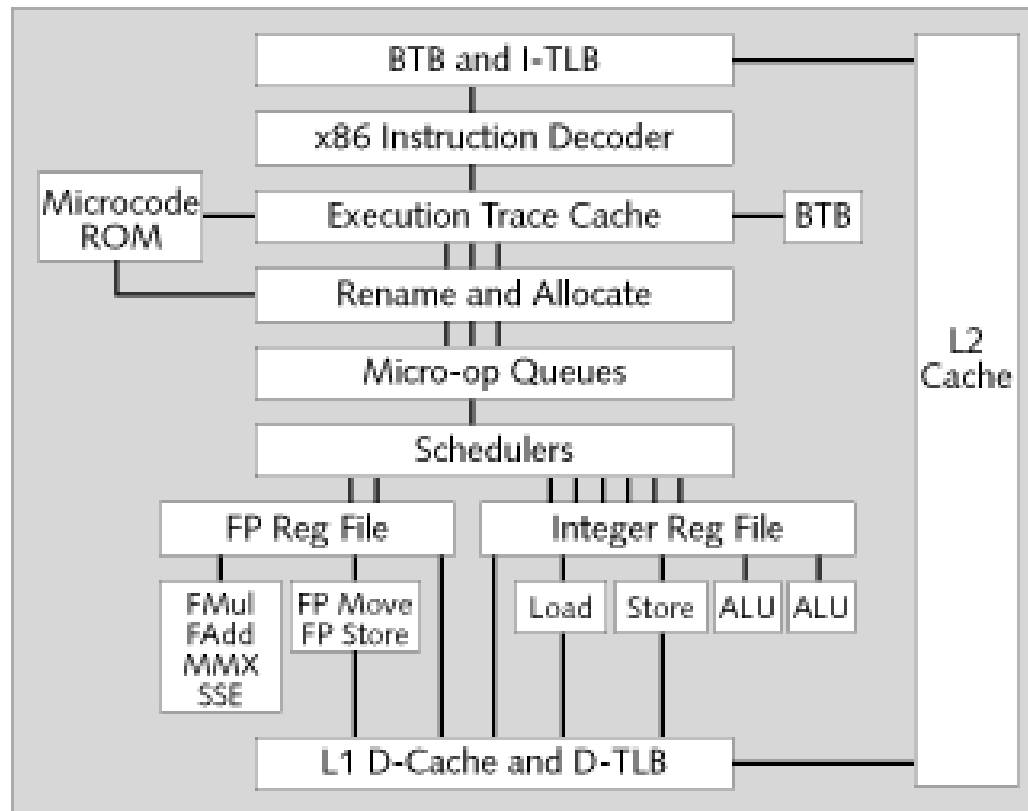 BTB and I-TLB
x86 Instruction Decoder
Microcode
ROM
Execution Trace Cache
BTB
Rename and Allocate
Micro-op Queues
L2
Cache
Schedulers
FP Reg File
Integer Reg File
FMul
FAdd
MMX
SSE
FP Move
FP Store
Load
Store
ALU
ALU
L1 D-Cache and D-TLB